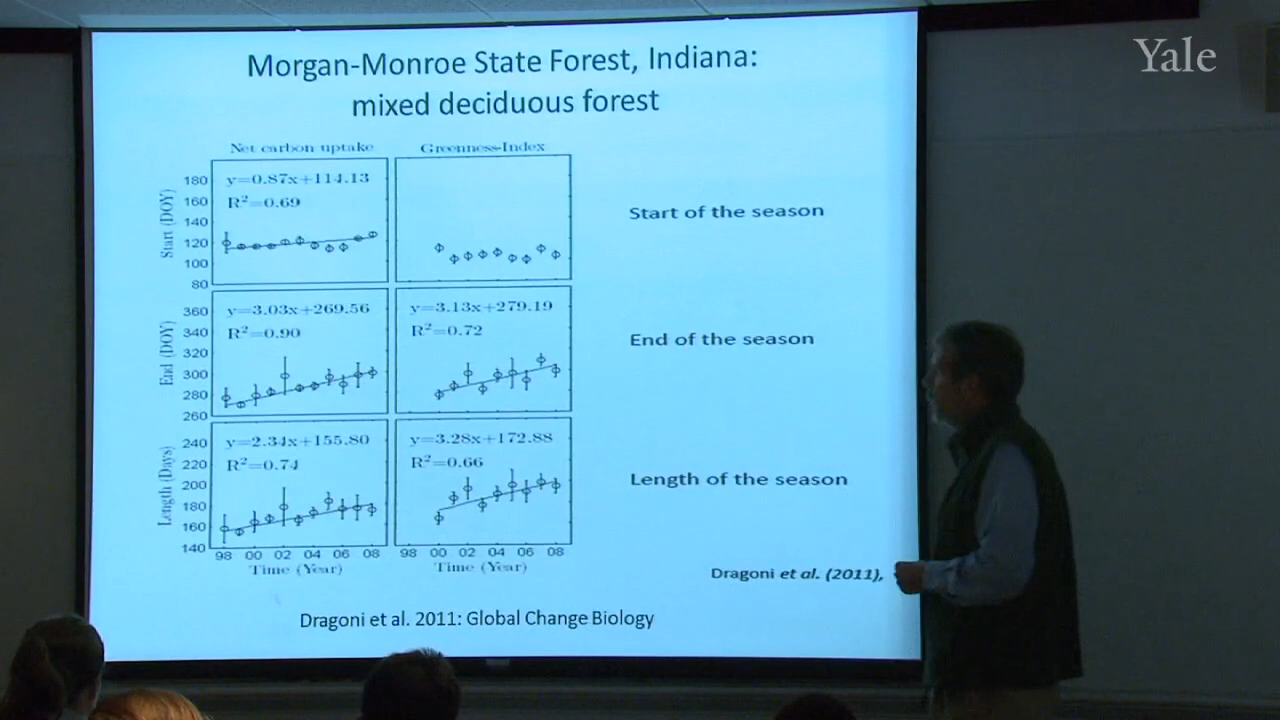 Yale
Morgan-Monroe State Forest, Indiana:
mixed deciduous forest
Net carbon uptake
Greenness-Index
Start (DOY)
180
160
140
120
100
80
y=0.87x+114.13
R²=0.69
Start of the season
End (DOY)
360
340
320
300
280
260
y=3.03x+269.56
R²=0.90
y=3.13x+279.19
R²=0.72
End of the season
Length (Days)
240
220
200
180
160
140
y=2.34x+155.80
R²=0.74
y=3.28x+172.88
R²=0.66
Length of the season
98 00 02 04 06 08
98 00 02 04 06 08
Time (Year)
Time (Year)
Dragoni et al. (2011),
Dragoni et al. 2011: Global Change Biology